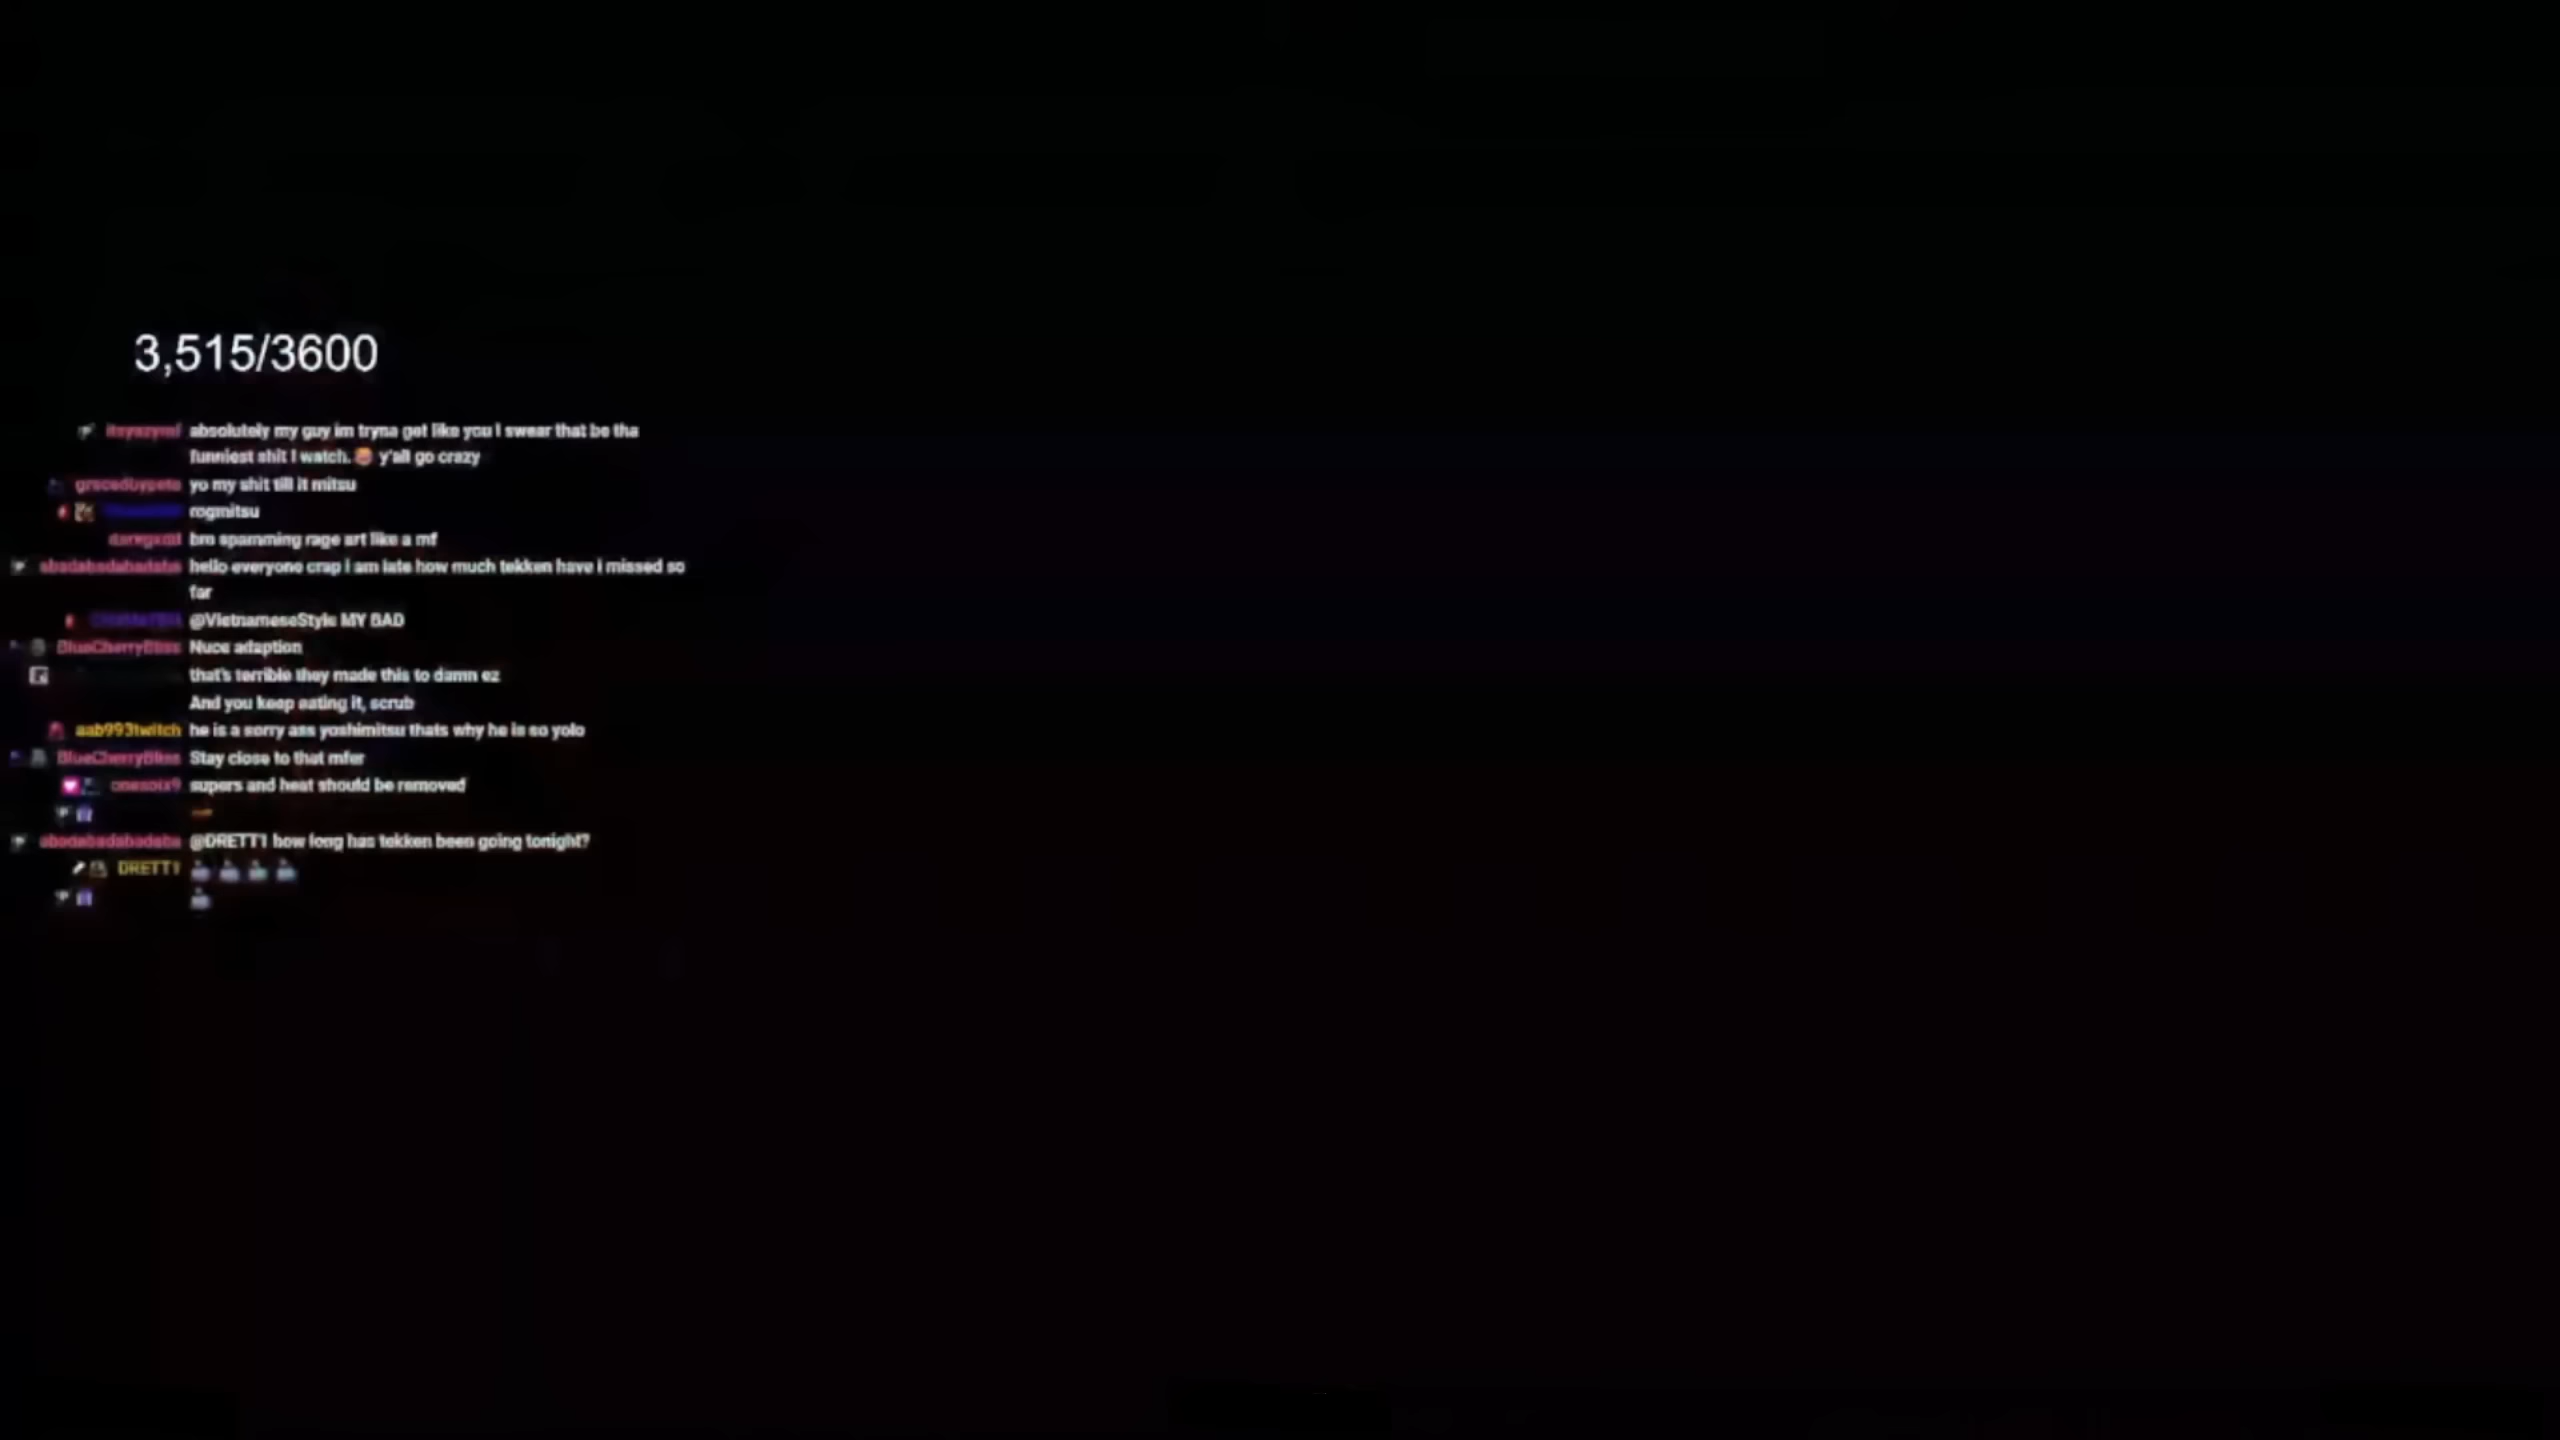 3,515/3600
absolutely my guy im tryna get like you I swear that be tha
funniest shit I watch. y'all go crazy
yo my shit till it mitsu
rogmitsu
bro spamming rage art like a mf
hello everyone crap i am late how much tekken have i missed so
far
@VietnameseStyle MY BAD
BlueCherryBliss Nuce adaption
that's terrible they made this to damn ez
And you keep eating it, scrub
aab993twitch he is a sorry ass yoshimitsu thats why he is so yolo
BlueCherryBliss Stay close to that mfer
supers and heat should be removed
@DRETT1 how long has tekken been going tonight?
DRETT1